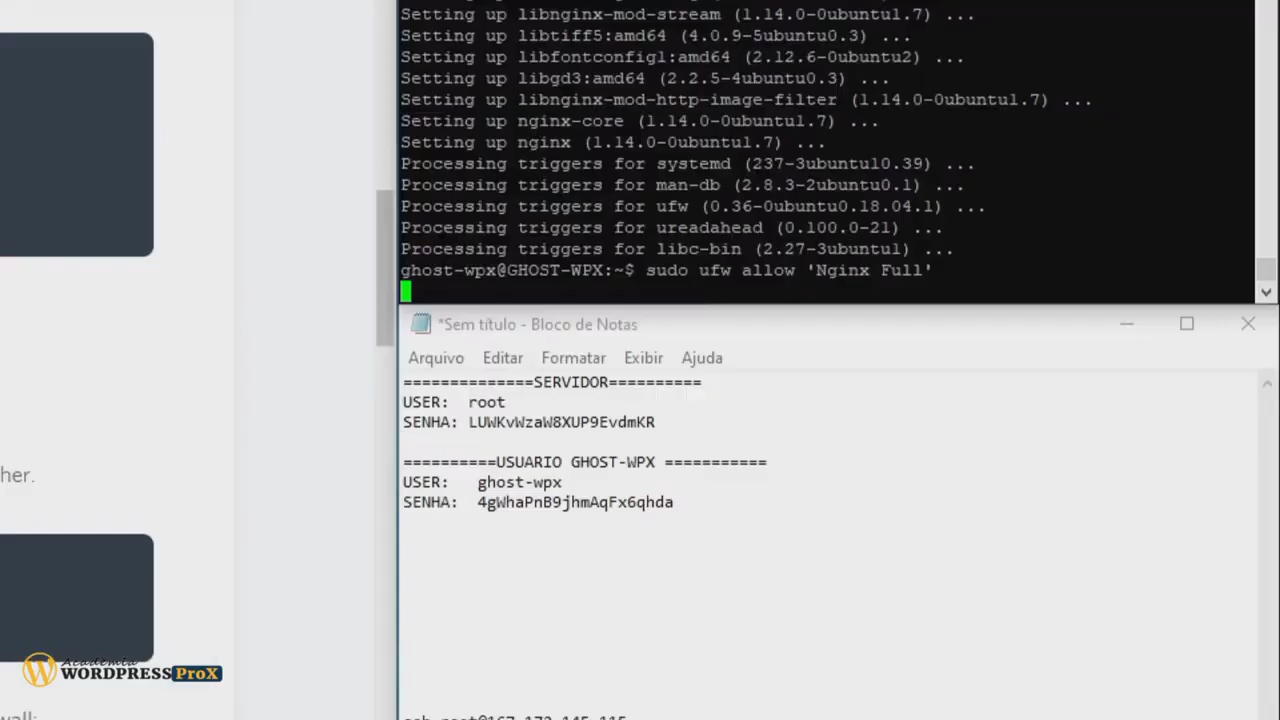 Setting up libnginx-mod-stream (1.14.0-0ubuntu1.7) ...
Setting up libtiff5:amd64 (4.0.9-5ubuntu0.3) ...
Setting up libfontconfig1:amd64 (2.12.6-0ubuntu2) ...
Setting up libgd3:amd64 (2.2.5-4ubuntu0.3) ...
Setting up libnginx-mod-http-image-filter (1.14.0-0ubuntu1.7) ...
Setting up nginx-core (1.14.0-0ubuntu1.7) ...
Setting up nginx (1.14.0-0ubuntu1.7) ...
Processing triggers for systemd (237-3ubuntu10.39) ...
Processing triggers for man-db (2.8.3-2ubuntu0.1) ...
Processing triggers for ufw (0.36-0ubuntu0.18.04.1) ...
Processing triggers for ureadahead (0.100.0-21) ...
Processing triggers for libc-bin (2.27-3ubuntu1) ...
ghost-wpx@GHOST-WPX:~$ sudo ufw allow 'Nginx Full'
*Sem título - Bloco de Notas
Arquivo Editar Formatar Exibir Ajuda
==============SERVIDOR==========
USER: root
SENHA: LUWKvWzaW8XUP9EvdmKR
==========USUARIO GHOST-WPX ===========
USER: ghost-wpx
SENHA: 4gWhaPnB9jhmAqFx6qhda
her.
Academia
WORDPRESS ProX